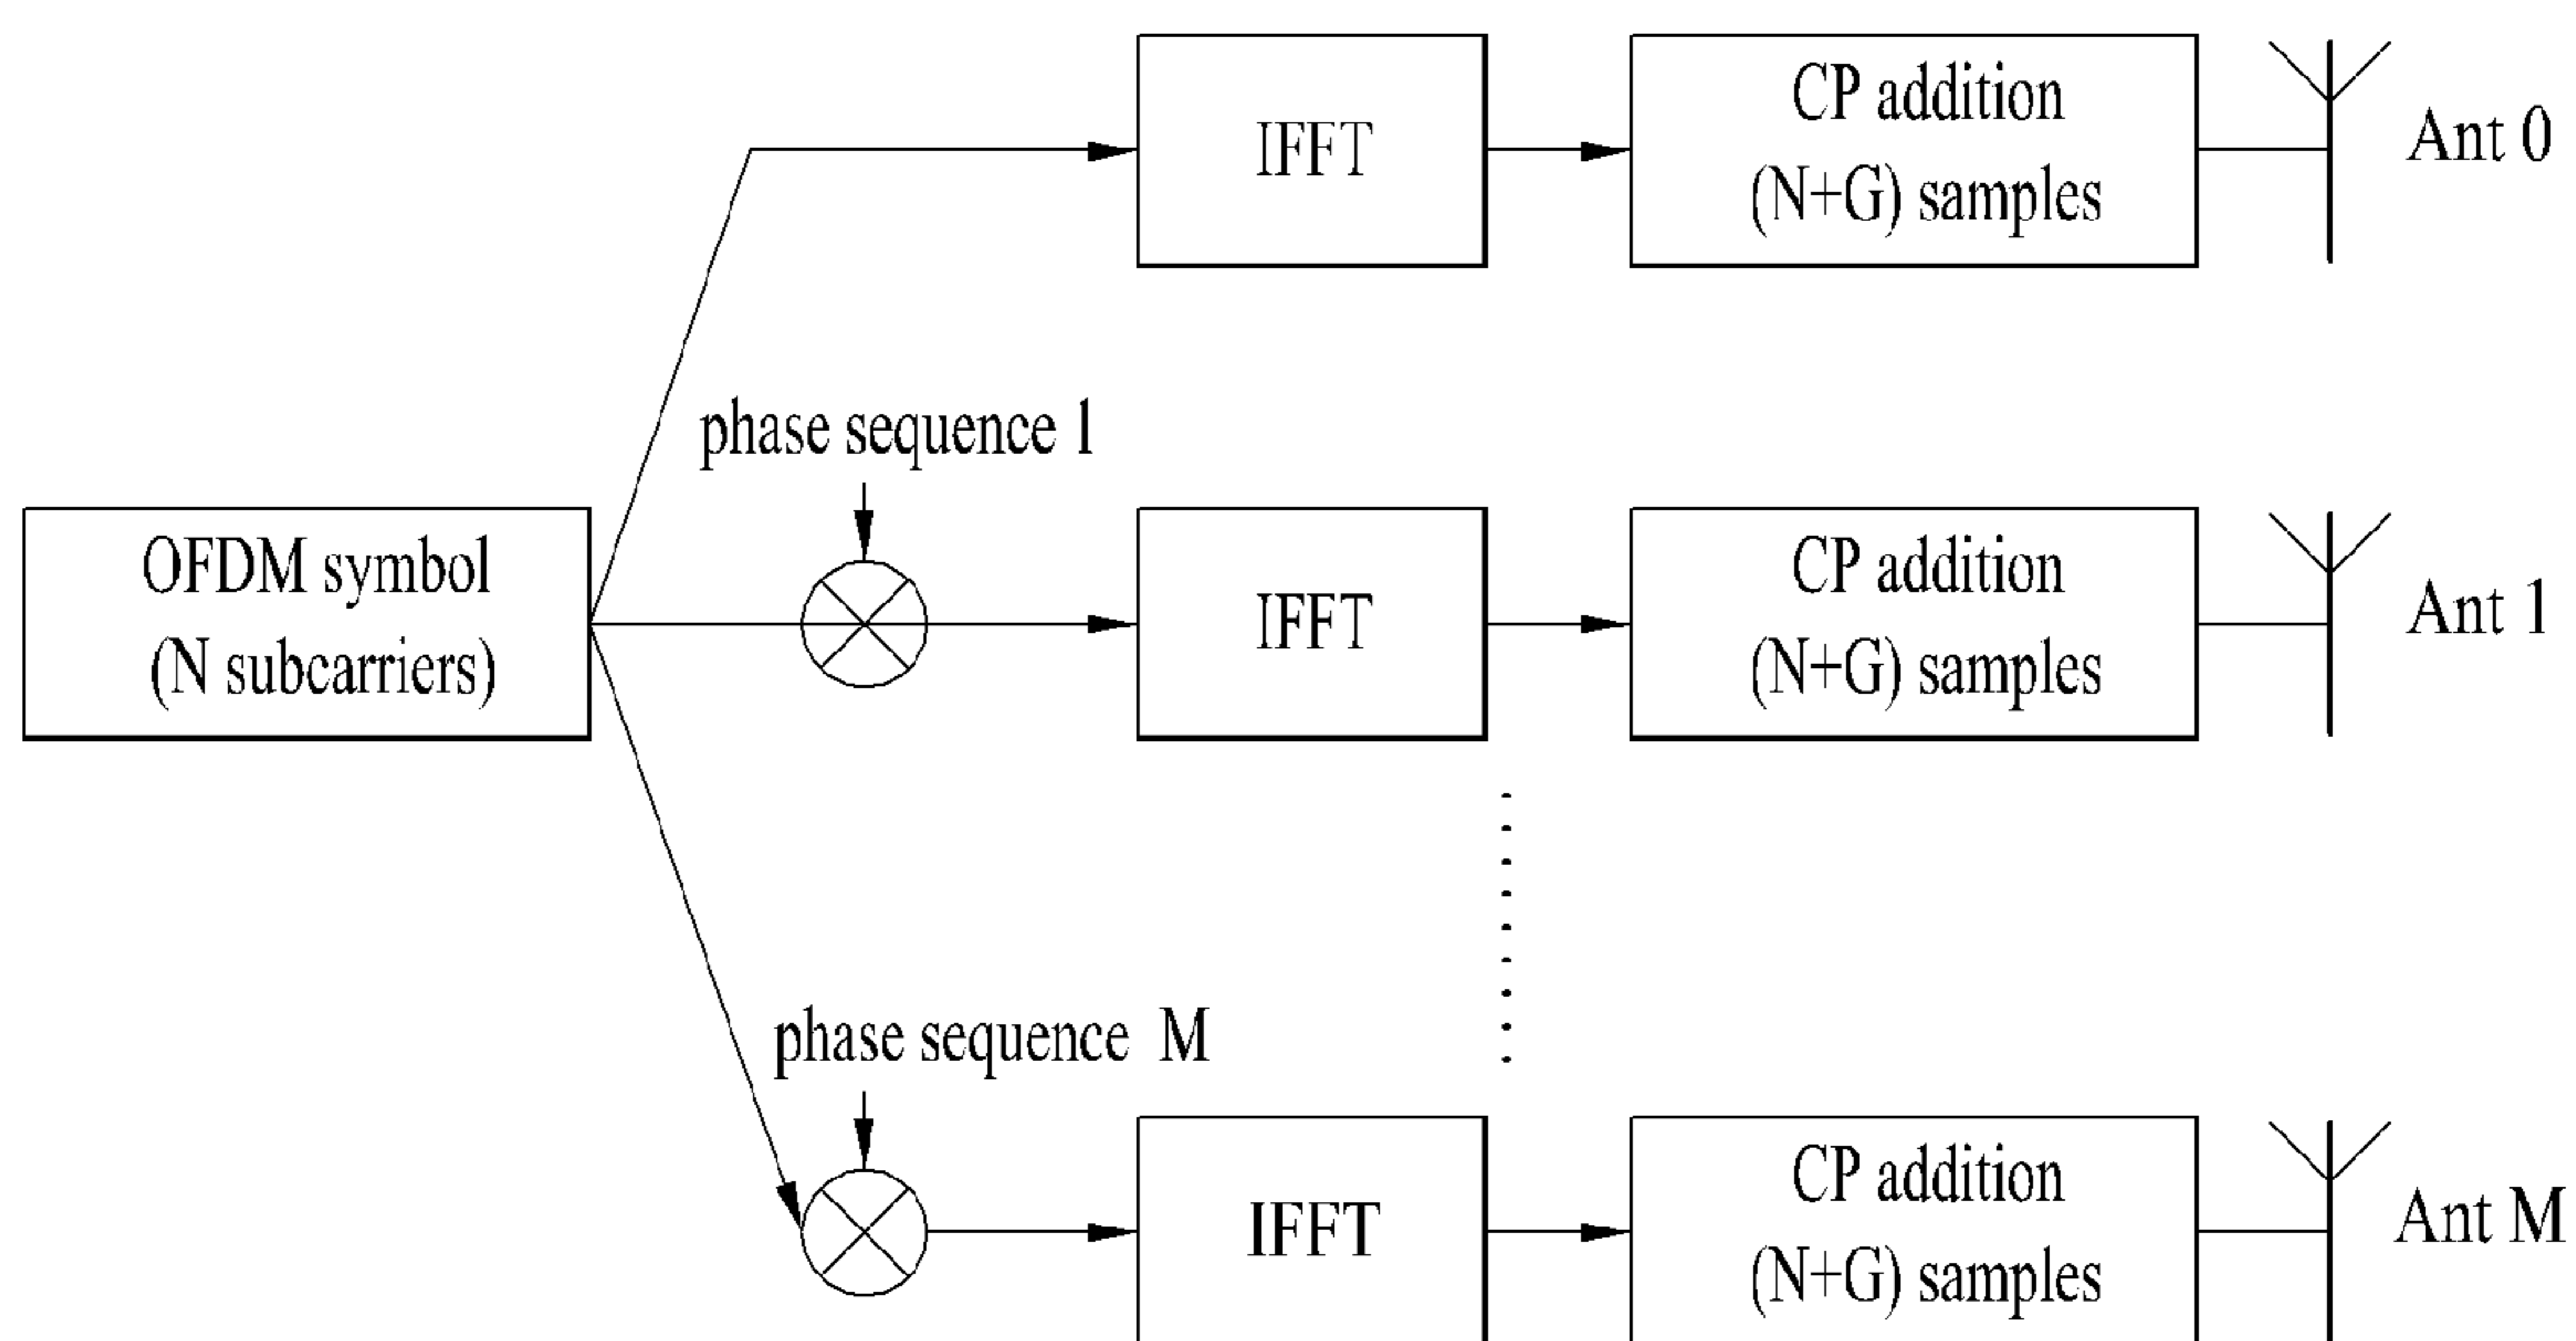 IFFT
CP addition
(N+G) samples
Ant 0
phase sequence 1
OFDM symbol
(N subcarriers)
IFFT
CP addition
(N+G) samples
Ant 1
phase sequence M
IFFT
CP addition
(N+G) samples
Ant M